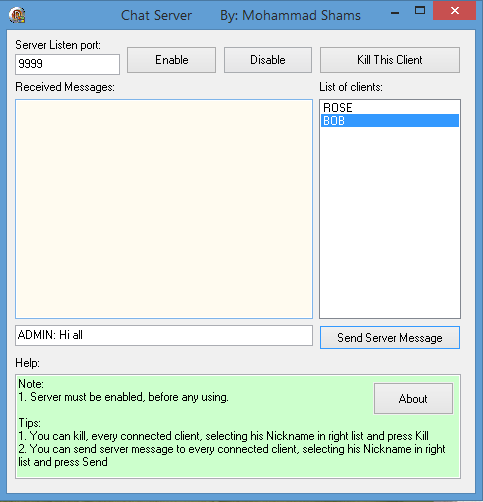 Chat Server By: Mohammad Shams
Server Listen port:
9999
Enable
Disable
Kill This Client
Received Messages:
List of clients:
ROSE
BOB
ADMIN: Hi all
Send Server Message
Help:
Note:
1. Server must be enabled, before any using.
About
Tips:
1. You can kill, every connected client, selecting his Nickname in right list and press Kill
2. You can send server message to every connected client, selecting his Nickname in right
list and press Send